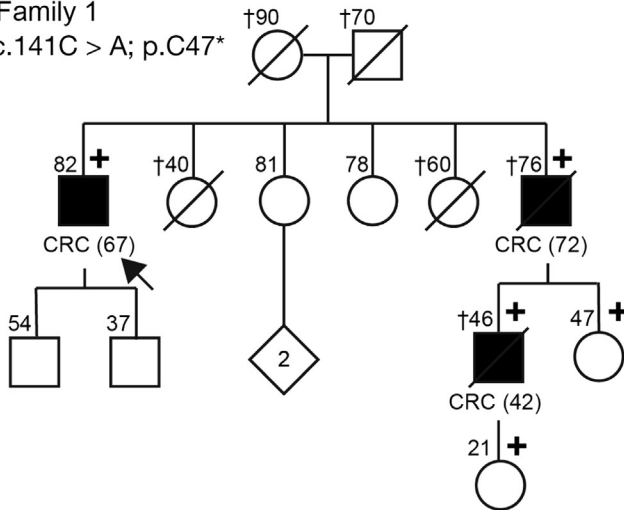 Family 1
c.141C > A; p.C47*
†90
†70
82 +
†40
81
78
†60
†76 +
CRC (67)
CRC (72)
54
37
2
†46 +
47 +
CRC (42)
21 +